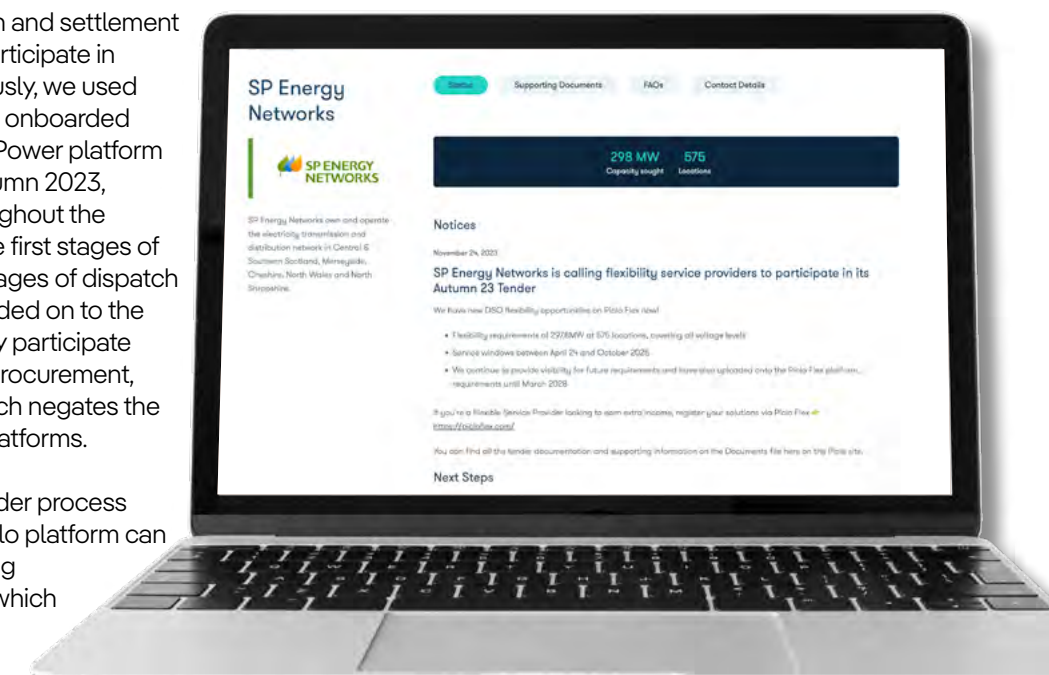 n and settlement
rticipate in
usly, we used
onboarded
Power platform
umn 2023,
ughout the
e first stages of
ages of dispatch
ded on to the
y participate
rocurement,
ch negates the
atforms.
der process
lo platform can
g
which
SP Energy
Networks
SP ENERGY
NETWORKS
SP Energy Networks own and operate
the electricity transmission and
distribution network in Central &
Southern Scotland, Merseyside,
Cheshire, North Wales and North
Shropshire.
Status Supporting Documents FAQs Contact Details
298 MW 575
Capacity sought Locations
Notices
November 24, 2023
SP Energy Networks is calling flexibility service providers to participate in its
Autumn 23 Tender
We have new DSO flexibility opportunities on Piclo Flex now!
• Flexibility requirements of 297.8MW at 575 locations, covering all voltage levels
• Service windows between April 24 and October 2025
• We continue to provide visibility for future requirements and have also uploaded onto the Piclo Flex platform,
requirements until March 2028
If you're a Flexible Service Provider looking to earn extra income, register your solutions via Piclo Flex
https://picloflex.com/
You can find all the tender documentation and supporting information on the Documents file here on the Piclo site.
Next Steps